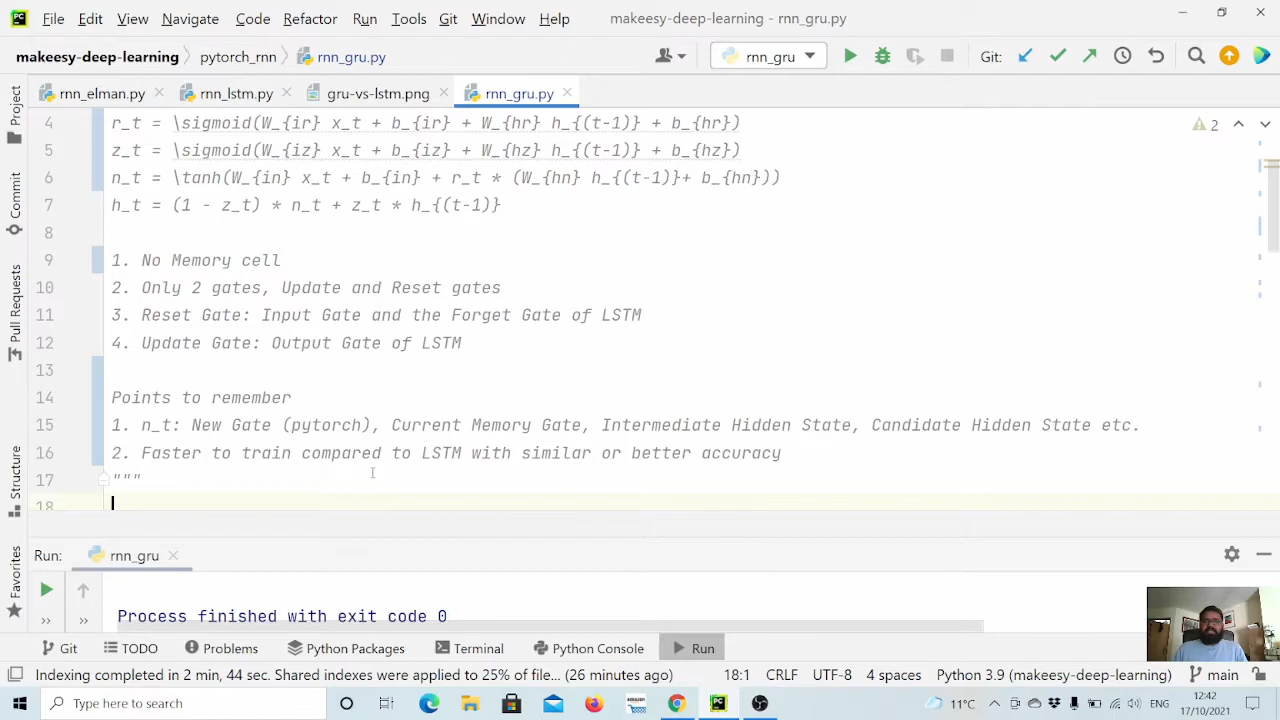 PC File Edit View Navigate Code Refactor Run Tools Git Window Help makeesy-deep-learning - rnn_gru.py
makeesy-deep-learning pytorch_rnn rnn_gru.py rnn_gru Git:
rnn_elman.py rnn_lstm.py gru-vs-lstm.png rnn_gru.py
Project
Commit
Pull Requests
Structure
Favorites
4 r_t = \sigmoid(W_{ir} x_t + b_{ir} + W_{hr} h_{(t-1)} + b_{hr})
2
5 z_t = \sigmoid(W_{iz} x_t + b_{iz} + W_{hz} h_{(t-1)} + b_{hz})
6 n_t = \tanh(W_{in} x_t + b_{in} + r_t * (W_{hn} h_{(t-1)}+ b_{hn}))
7 h_t = (1 - z_t) * n_t + z_t * h_{(t-1)}
8
9 1. No Memory cell
10 2. Only 2 gates, Update and Reset gates
11 3. Reset Gate: Input Gate and the Forget Gate of LSTM
12 4. Update Gate: Output Gate of LSTM
13
14 Points to remember
15 1. n_t: New Gate (pytorch), Current Memory Gate, Intermediate Hidden State, Candidate Hidden State etc.
16 2. Faster to train compared to LSTM with similar or better accuracy
17 """
18
Run: rnn_gru
Process finished with exit code 0
Git TODO Problems Python Packages Terminal Python Console Run
Indexing completed in 2 min, 44 sec. Shared indexes were applied to 25% of file... (26 minutes ago) 18:1 CRLF UTF-8 4 spaces Python 3.9 (makeesy-deep-learning) main
Type here to search 11°C ENG 12:42
17/10/2021